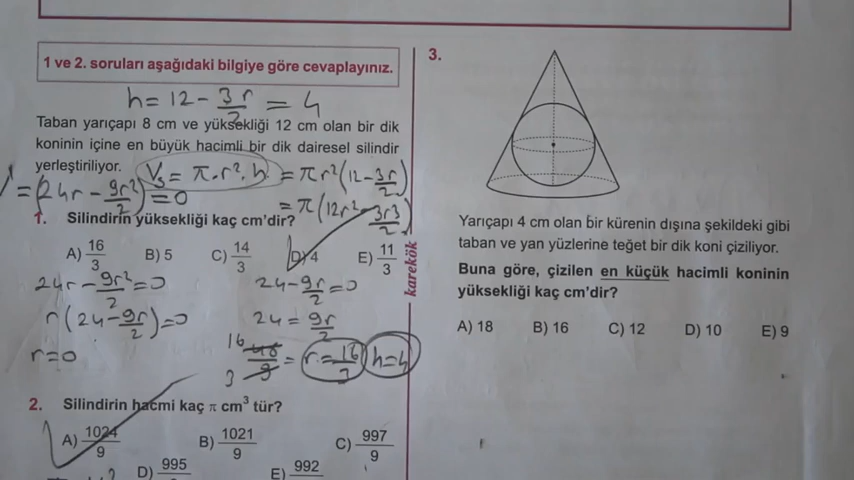 1 ve 2. soruları aşağıdaki bilgiye göre cevaplayınız.
h = 12 - 3r/2 = 4
Taban yarıçapı 8 cm ve yüksekliği 12 cm olan bir dik
koninin içine en büyük hacimli bir dik dairesel silindir
yerleştiriliyor.
Vs = π · r² · h = πr²(12 - 3r/2)
= (24r - 9r²/2) = 0
= π(12r² - 3r3/2)
1. Silindirin yüksekliği kaç cm'dir?
A) 16/3 B) 5 C) 14/3 D) 4 E) 11/3
24r - 9r²/2 = 0
24 - 9r/2 = 0
r(24 - 9r/2) = 0
24 = 9r/2
r = 0
16 48/9 3 = r = 16/3 h = 4
2. Silindirin hacmi kaç π cm³ tür?
A) 1024/9 B) 1021/9 C) 997/9
D) 995 E) 992
karekök
3.
Yarıçapı 4 cm olan bir kürenin dışına şekildeki gibi
taban ve yan yüzlerine teğet bir dik koni çiziliyor.
Buna göre, çizilen en küçük hacimli koninin
yüksekliği kaç cm'dir?
A) 18 B) 16 C) 12 D) 10 E) 9